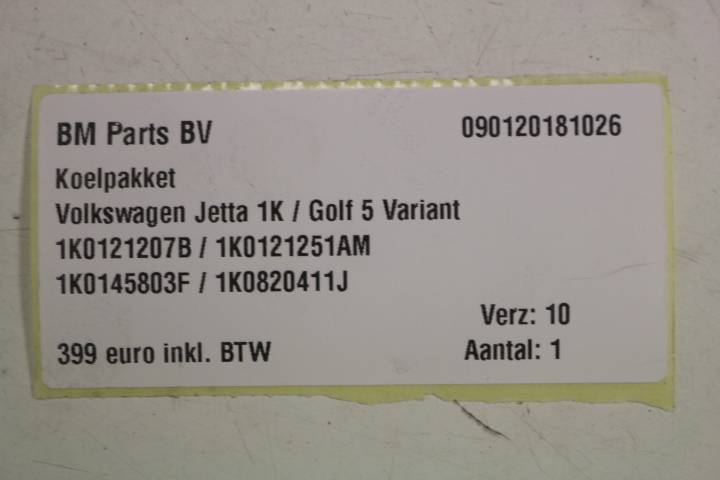 BM Parts BV 090120181026
Koelpakket
Volkswagen Jetta 1K / Golf 5 Variant
1K0121207B / 1K0121251AM
1K0145803F / 1K0820411J
Verz: 10
399 euro inkl. BTW Aantal: 1